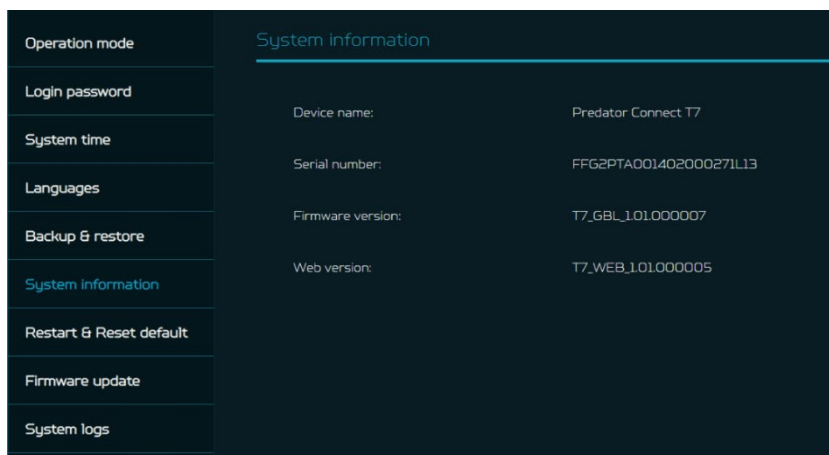 Operation mode
Login password
System time
Languages
Backup & restore
System information
Restart & Reset default
Firmware update
System logs
System information
Device name: Predator Connect T7
Serial number: FFG2PTA001402000271L13
Firmware version: T7_GBL_1.01.000007
Web version: T7_WEB_1.01.000005